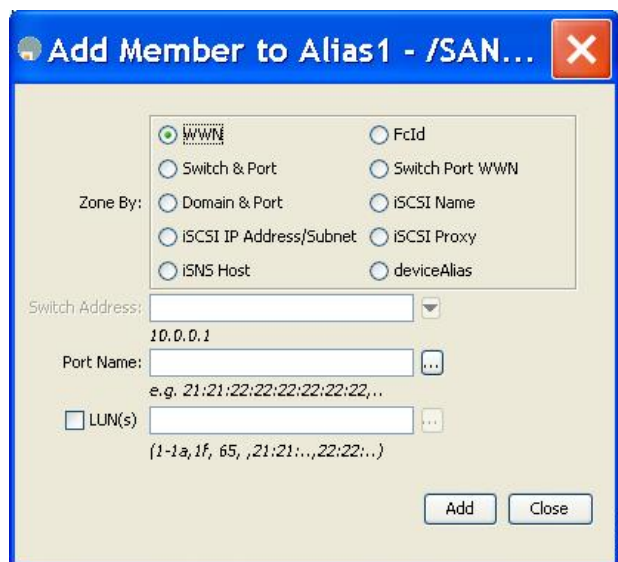 Add Member to Alias1 - /SAN...
WWN FcId
Switch & Port Switch Port WWN
Zone By: Domain & Port iSCSI Name
iSCSI IP Address/Subnet iSCSI Proxy
iSNS Host deviceAlias
Switch Address:
10.0.0.1
Port Name: ...
e.g. 21:21:22:22:22:22:22:22,..
LUN(s) ...
(1-1a,1f, 65, ,21:21:..,22:22:..)
Add Close